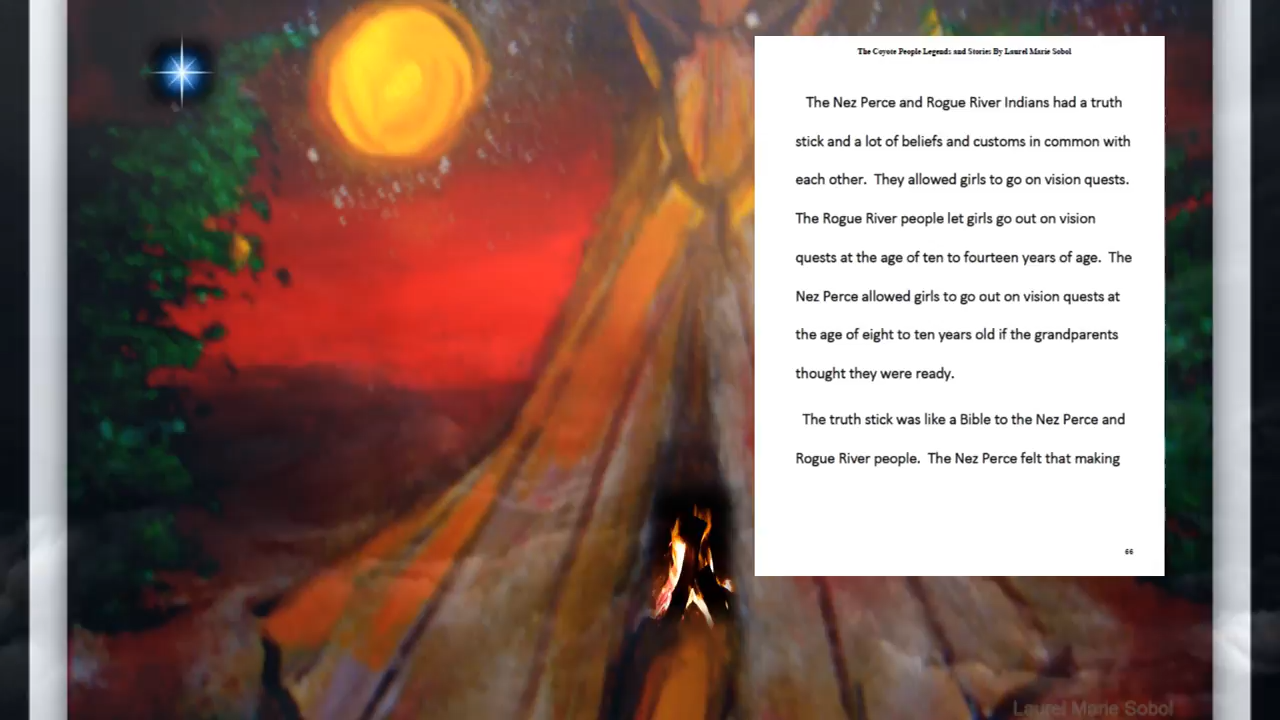 The Coyote People Legends and Stories By Laurel Marie Sobol
The Nez Perce and Rogue River Indians had a truth
stick and a lot of beliefs and customs in common with
each other. They allowed girls to go on vision quests.
The Rogue River people let girls go out on vision
quests at the age of ten to fourteen years of age. The
Nez Perce allowed girls to go out on vision quests at
the age of eight to ten years old if the grandparents
thought they were ready.
The truth stick was like a Bible to the Nez Perce and
Rogue River people. The Nez Perce felt that making
66
Laurel Marie Sobol